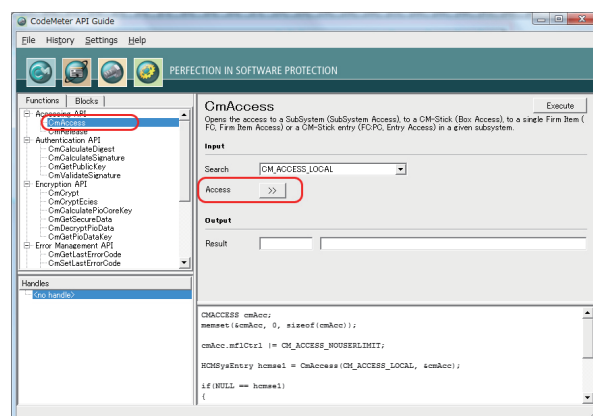 CodeMeter API Guide
File History Settings Help
PERFECTION IN SOFTWARE PROTECTION
Functions Blocks
Accessing API
CmAccess
CmRelease
Authentication API
CmCalculateDigest
CmCalculateSignature
CmGetPublicKey
CmValidateSignature
Encryption API
CmCrypt
CmCryptEcies
CmCalculatePioCoreKey
CmGetSecureData
CmDecryptPioData
CmGetPioDataKey
Error Management API
CmGetLastErrorCode
CmSetLastErrorCode
Handles
<no handle>
CmAccess
Execute
Opens the access to a SubSystem (SubSystem Access), to a CM-Stick (Box Access), to a single Firm Item (
FC, Firm Item Access) or a CM-Stick entry (FC:PC, Entry Access) in a given subsystem.
Input
Search CM_ACCESS_LOCAL
Access >>
Output
Result
CMACCESS cmAcc;
memset(&cmAcc, 0, sizeof(cmAcc));
cmAcc.mflCtrl |= CM_ACCESS_NOUSERLIMIT;
HCMSysEntry hcmse1 = CmAccess(CM_ACCESS_LOCAL, &cmAcc);
if(NULL == hcmse1)
{